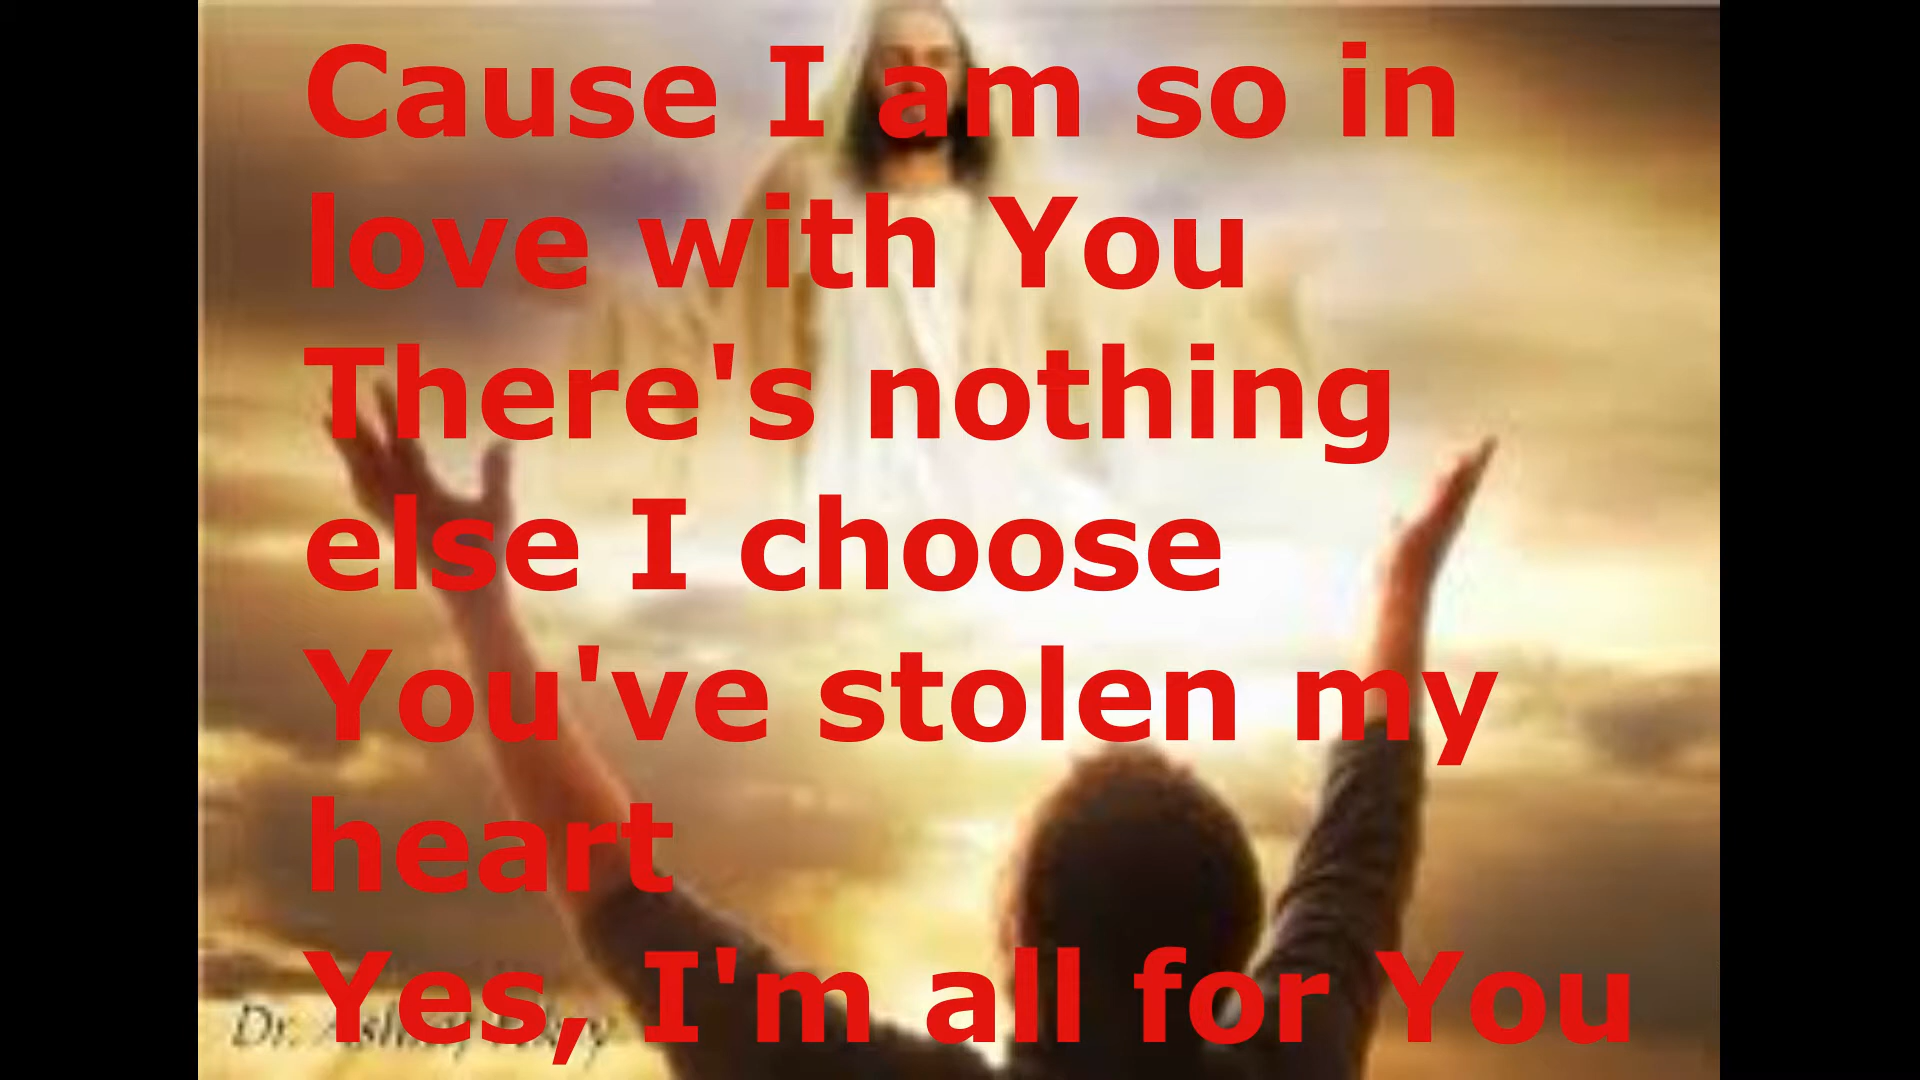 Cause I am so in
love with You
There's nothing
else I choose
You've stolen my
heart
Yes, I'm all for You
Dr.